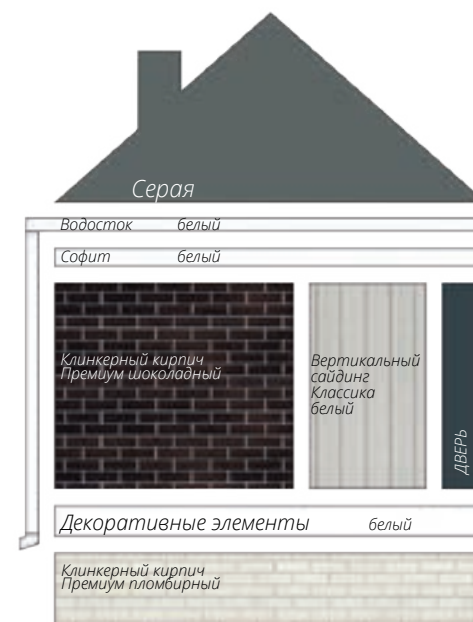 Серая
Водосток белый
Софит белый
Клинкерный кирпич
Премиум шоколадный
Вертикальный
сайдинг
Классика
белый
ДВЕРЬ
Декоративные элементы белый
Клинкерный кирпич
Премиум пломбирный